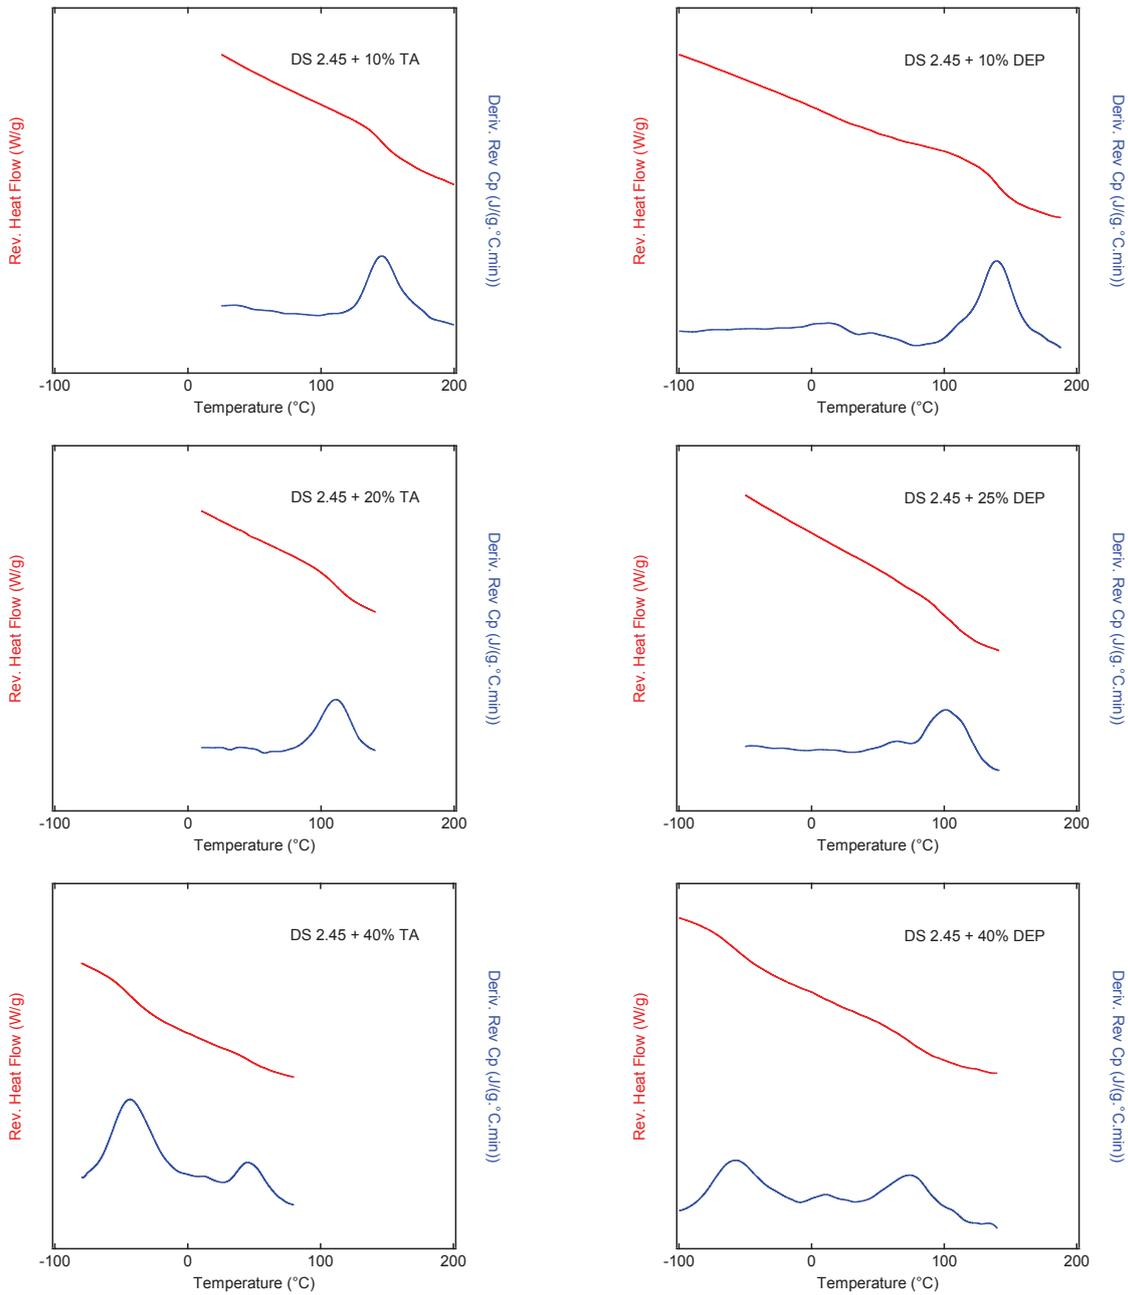 DS 2.45 + 10% TA
Rev. Heat Flow (W/g)
Deriv. Rev Cp (J/(g.°C.min))
-100 0 100 200
Temperature (°C)
DS 2.45 + 10% DEP
Rev. Heat Flow (W/g)
Deriv. Rev Cp (J/(g.°C.min))
-100 0 100 200
Temperature (°C)
DS 2.45 + 20% TA
Rev. Heat Flow (W/g)
Deriv. Rev Cp (J/(g.°C.min))
-100 0 100 200
Temperature (°C)
DS 2.45 + 25% DEP
Rev. Heat Flow (W/g)
Deriv. Rev Cp (J/(g.°C.min))
-100 0 100 200
Temperature (°C)
DS 2.45 + 40% TA
Rev. Heat Flow (W/g)
Deriv. Rev Cp (J/(g.°C.min))
-100 0 100 200
Temperature (°C)
DS 2.45 + 40% DEP
Rev. Heat Flow (W/g)
Deriv. Rev Cp (J/(g.°C.min))
-100 0 100 200
Temperature (°C)